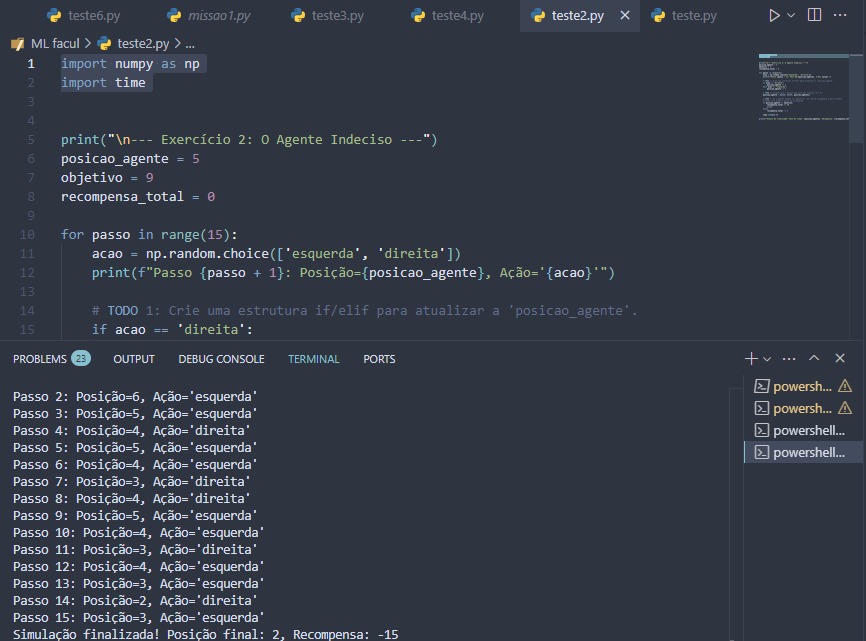 teste6.py missao1.py teste3.py teste4.py teste2.py teste.py
ML facul > teste2.py > ...
1 import numpy as np
2 import time
3
4
5 print("\n--- Exercício 2: O Agente Indeciso ---")
6 posicao_agente = 5
7 objetivo = 9
8 recompensa_total = 0
9
10 for passo in range(15):
11 acao = np.random.choice(['esquerda', 'direita'])
12 print(f"Passo {passo + 1}: Posição={posicao_agente}, Ação='{acao}'")
13
14 # TODO 1: Crie uma estrutura if/elif para atualizar a 'posicao_agente'.
15 if acao == 'direita':
PROBLEMS 23 OUTPUT DEBUG CONSOLE TERMINAL PORTS
Passo 2: Posição=6, Ação='esquerda'
Passo 3: Posição=5, Ação='esquerda'
Passo 4: Posição=4, Ação='direita'
Passo 5: Posição=5, Ação='esquerda'
Passo 6: Posição=4, Ação='esquerda'
Passo 7: Posição=3, Ação='direita'
Passo 8: Posição=4, Ação='direita'
Passo 9: Posição=5, Ação='esquerda'
Passo 10: Posição=4, Ação='esquerda'
Passo 11: Posição=3, Ação='direita'
Passo 12: Posição=4, Ação='esquerda'
Passo 13: Posição=3, Ação='esquerda'
Passo 14: Posição=2, Ação='direita'
Passo 15: Posição=3, Ação='esquerda'
Simulação finalizada! Posição final: 2, Recompensa: -15
powersh...
powersh...
powershell...
powershell...